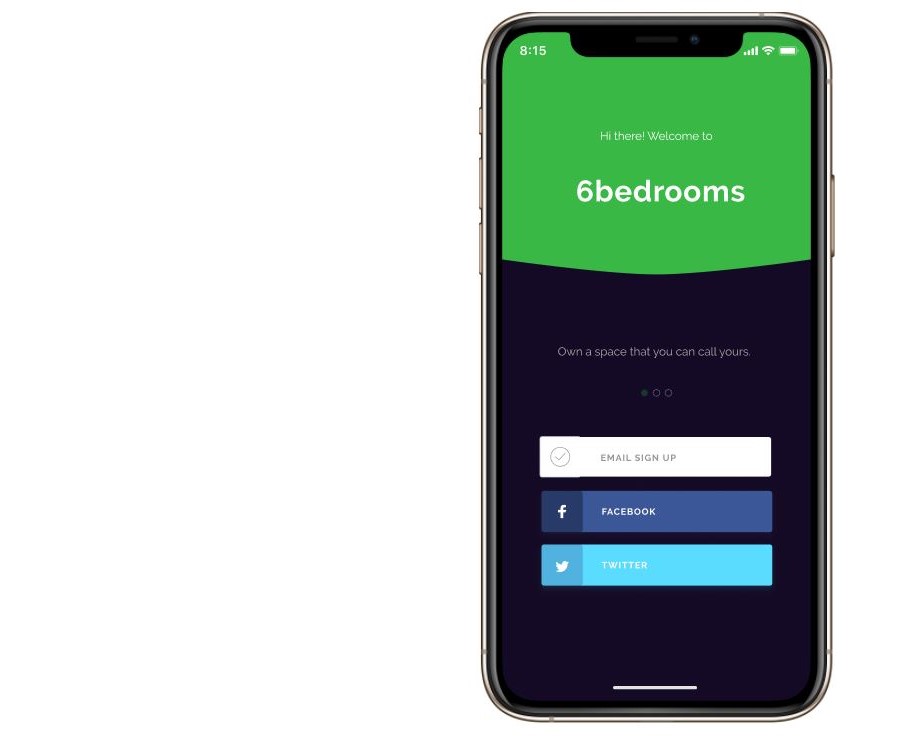 8:15
Hi there! Welcome to
6bedrooms
Own a space that you can call yours.
EMAIL SIGN UP
FACEBOOK
TWITTER